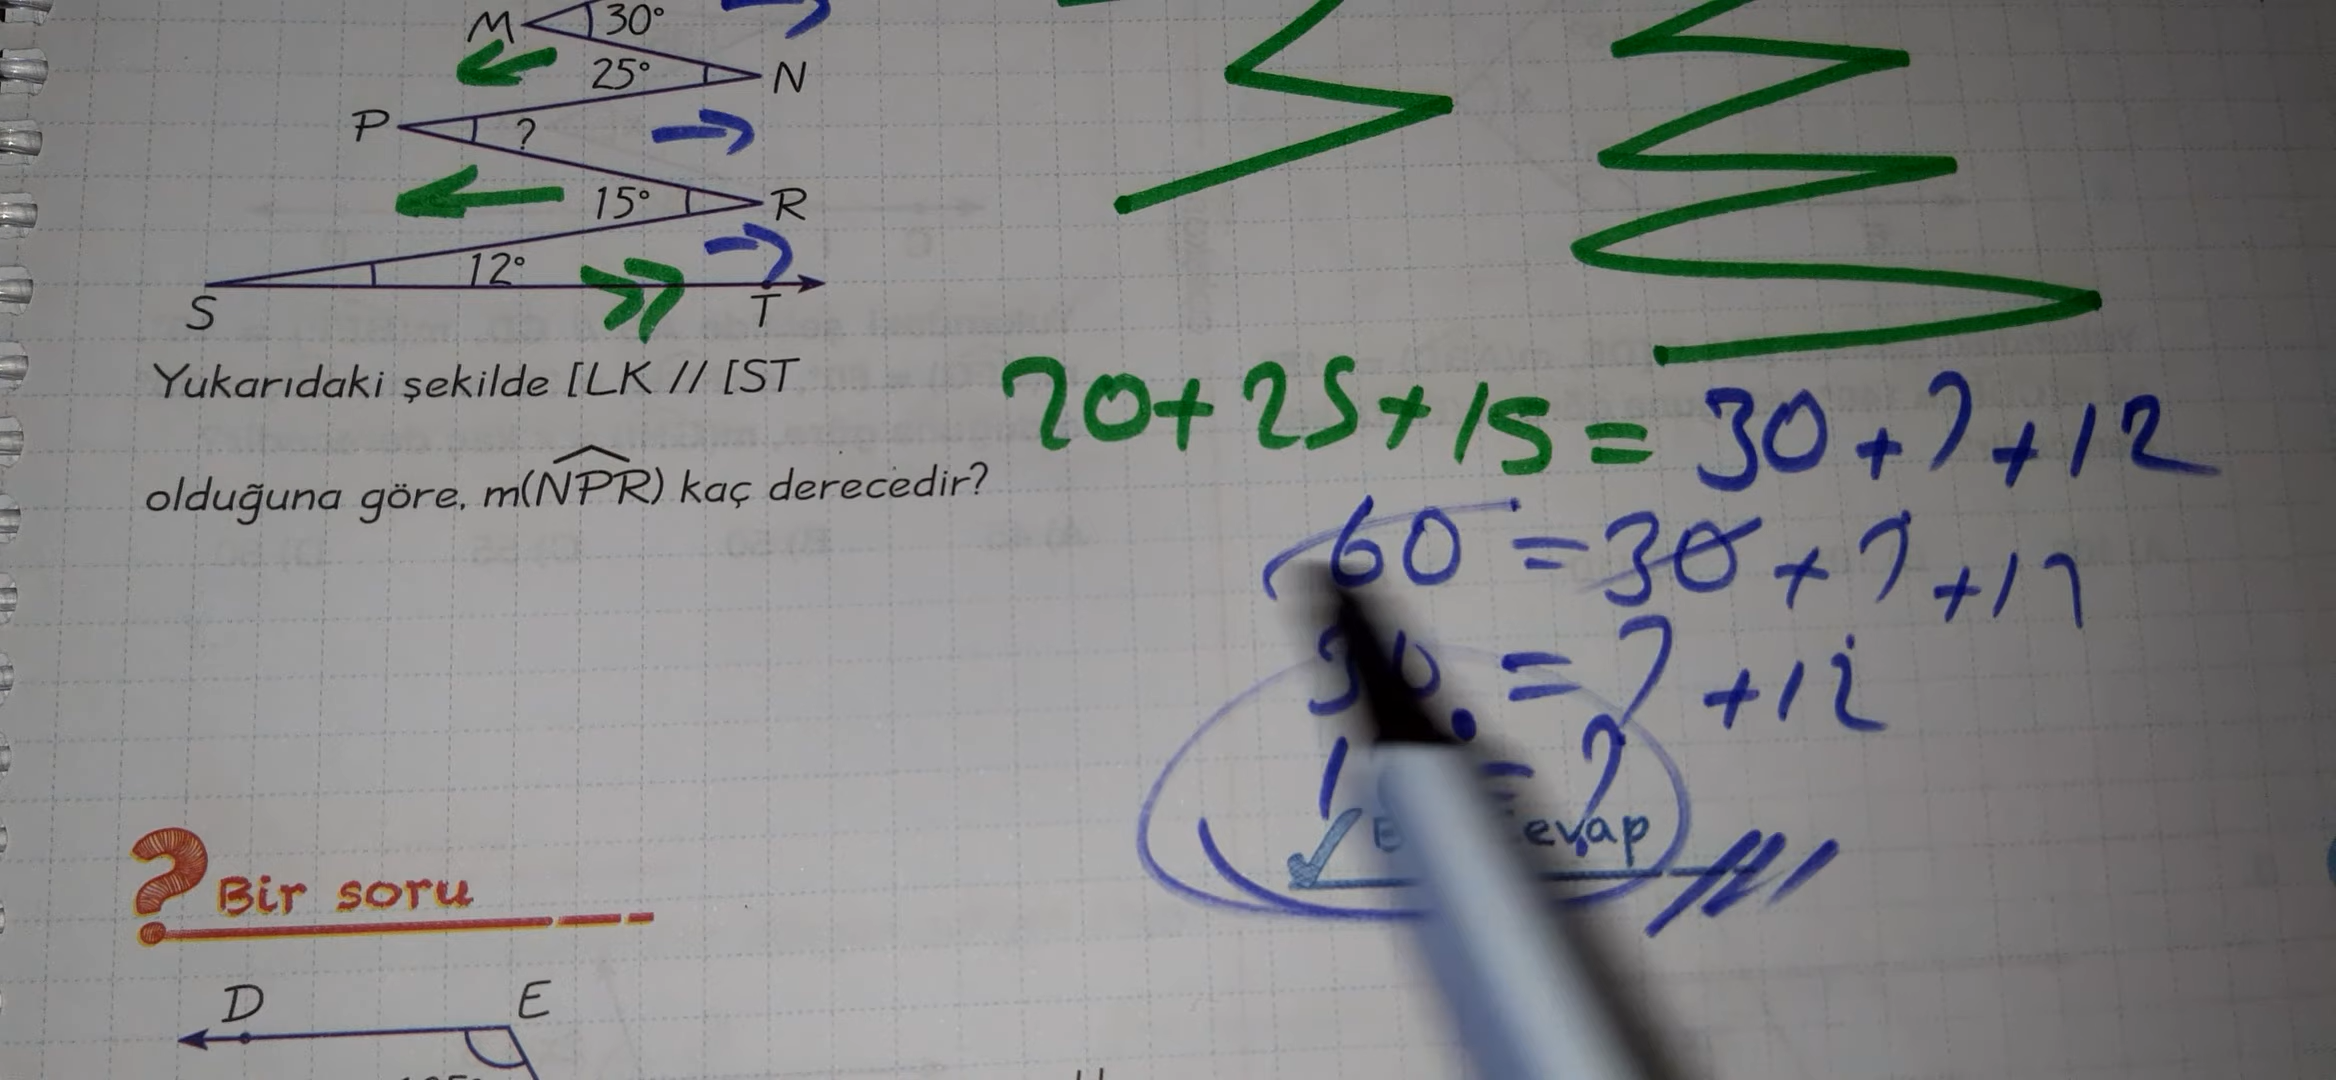 M 30°
25° N
P ?
15° R
12°
S T
Yukarıdaki şekilde [LK // [ST
olduğuna göre, m(NPR) kaç derecedir?
20+25+15=30+?+12
60=30+?+12
30=?+12
=?
Bir soru
D E